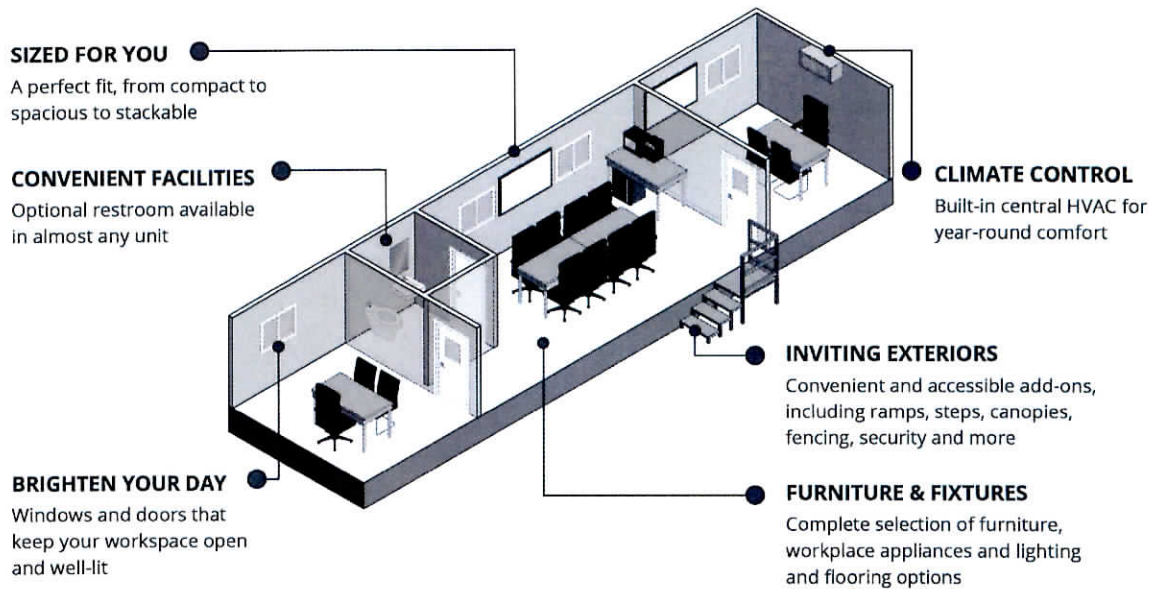 SIZED FOR YOU
A perfect fit, from compact to
spacious to stackable
CONVENIENT FACILITIES
Optional restroom available
in almost any unit
BRIGHTEN YOUR DAY
Windows and doors that
keep your workspace open
and well-lit
CLIMATE CONTROL
Built-in central HVAC for
year-round comfort
INVITING EXTERIORS
Convenient and accessible add-ons,
including ramps, steps, canopies,
fencing, security and more
FURNITURE & FIXTURES
Complete selection of furniture,
workplace appliances and lighting
and flooring options